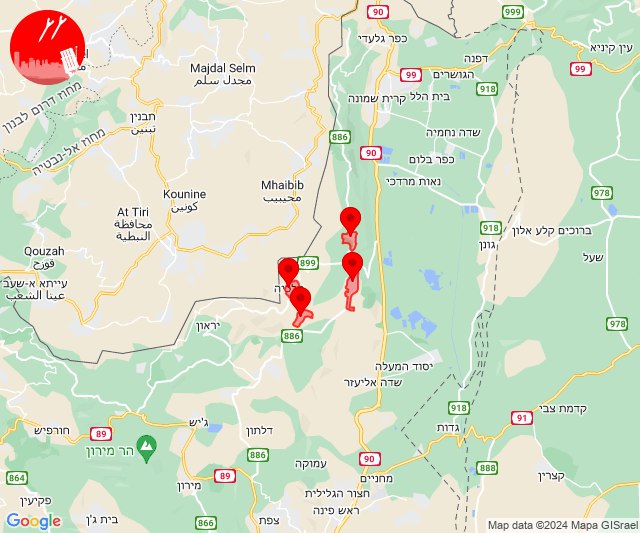 90
999
כפר גלעדי
עין קיניא
דפנה
Majdal Selm
مجدل سلم
99
הגושרים
99
918
מחוז דרום לבנון
בית הלל
קרית שמונה
תבנין
تبنين
מחוז אל-נבטיה
886
שדה נחמיה
90
כפר בלום
Mhaibib
محيبيب
נאות מרדכי
Kounine
كونين
978
At Tiri
محافظة
النبطية
918
ברוכים קלע אלון
גונן
Qouzah
قوزح
שעל
899
עייתא א-שעב
عيتا الشعب
יראון
978
886
יסוד המעלה
שדה אליעזר
918
קדמת צבי
91
חורפיש
89
ג'יש
דלתון
גדות
הר מירון
886
עמוקה
90
888
864
89
מחניים
קצרין
מירון
חצור הגלילית
פקיעין
ראש פינה
866
צפת
בית ג'ן
Google
Map data ©2024 Mapa GISrael